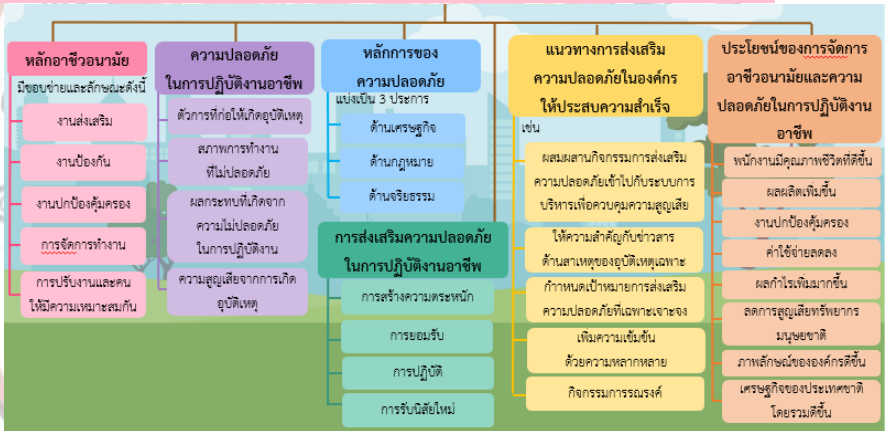 หลักอาชีวอนามัย
มีขอบข่ายและลักษณะดังนี้
งานส่งเสริม
งานป้องกัน
งานปกป้องคุ้มครอง
การจัดการทำงาน
การปรับงานและคน
ให้มีความเหมาะสมกัน
ความปลอดภัย
ในการปฏิบัติงานอาชีพ
ตัวการที่ก่อให้เกิดอุบัติเหตุ
สภาพการทำงาน
ที่ไม่ปลอดภัย
ผลกระทบที่เกิดจาก
ความไม่ปลอดภัย
ในการปฏิบัติงาน
ความสูญเสียจากการเกิด
อุบัติเหตุ
หลักการของ
ความปลอดภัย
แบ่งเป็น 3 ประการ
ด้านเศรษฐกิจ
ด้านกฎหมาย
ด้านจริยธรรม
การส่งเสริมความปลอดภัย
ในการปฏิบัติงานอาชีพ
การสร้างความตระหนัก
การยอมรับ
การปฏิบัติ
การรับนิสัยใหม่
แนวทางการส่งเสริม
ความปลอดภัยในองค์กร
ให้ประสบความสำเร็จ
เช่น
ผสมผสานกิจกรรมการส่งเสริม
ความปลอดภัยเข้าไปกับระบบการ
บริหารเพื่อควบคุมความสูญเสีย
ให้ความสำคัญกับข่าวสาร
ด้านสาเหตุของอุบัติเหตุเฉพาะ
กำหนดเป้าหมายการส่งเสริม
ความปลอดภัยที่เฉพาะเจาะจง
เพิ่มความเข้มข้น
ด้วยความหลากหลาย
กิจกรรมการรณรงค์
ประโยชน์ของการจัดการ
อาชีวอนามัยและความ
ปลอดภัยในการปฏิบัติงาน
อาชีพ
พนักงานมีคุณภาพชีวิตที่ดีขึ้น
ผลผลิตเพิ่มขึ้น
งานปกป้องคุ้มครอง
ค่าใช้จ่ายลดลง
ผลกำไรเพิ่มมากขึ้น
ลดการสูญเสียทรัพยากร
มนุษยชาติ
ภาพลักษณ์ขององค์กรดีขึ้น
เศรษฐกิจของประเทศชาติ
โดยรวมดีขึ้น